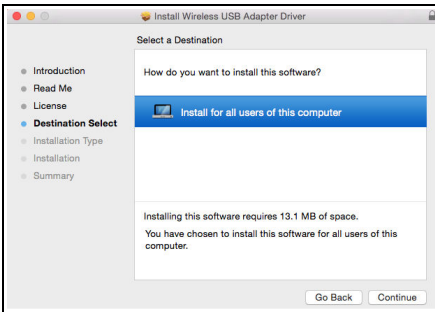 Install Wireless USB Adapter Driver
Select a Destination
Introduction
Read Me
License
Destination Select
Installation Type
Installation
Summary
How do you want to install this software?
Install for all users of this computer
Installing this software requires 13.1 MB of space.
You have chosen to install this software for all users of this
computer.
Go Back
Continue